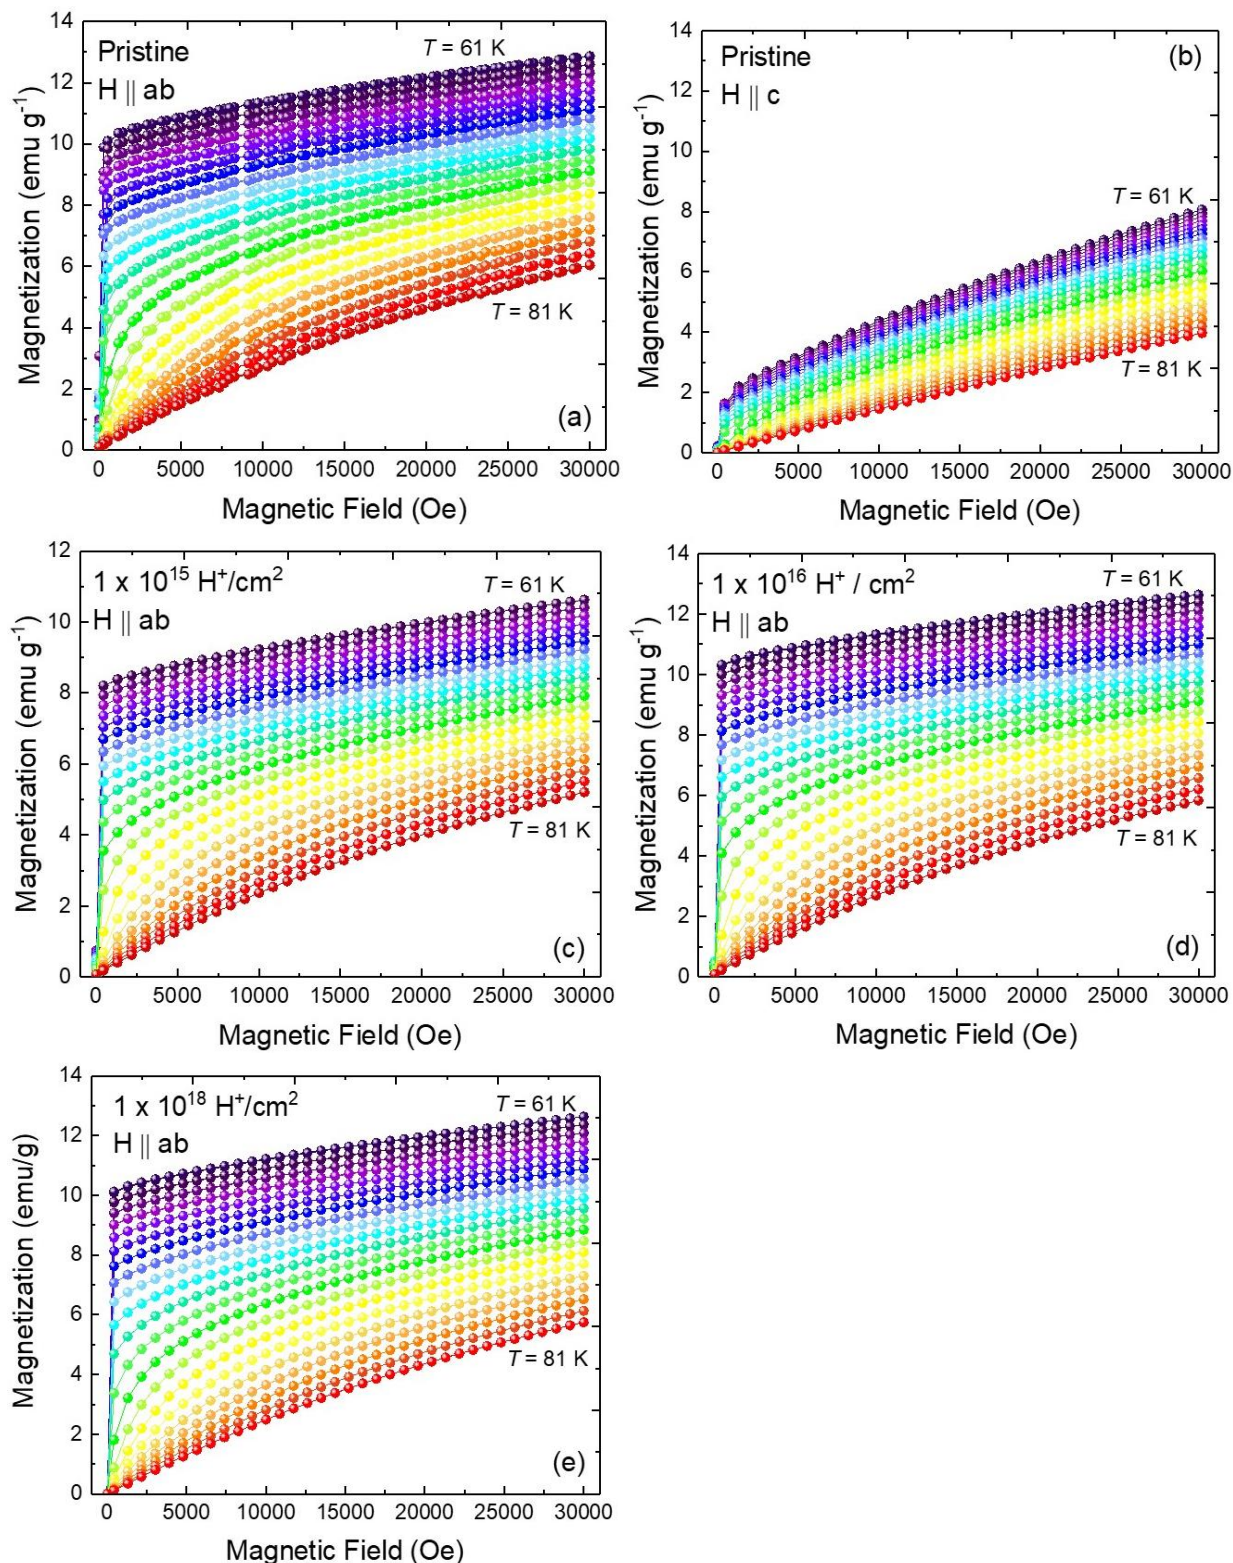 Pristine
H || ab
T = 61 K
T = 81 K
(a)
14
12
10
8
6
4
2
0
0 5000 10000 15000 20000 25000 30000
Magnetization (emu g⁻¹)
Magnetic Field (Oe)
Pristine
H || c
(b)
T = 61 K
T = 81 K
14
12
10
8
6
4
2
0
0 5000 10000 15000 20000 25000 30000
Magnetization (emu g⁻¹)
Magnetic Field (Oe)
1 x 10¹⁵ H⁺/cm²
H || ab
T = 61 K
T = 81 K
(c)
12
10
8
6
4
2
0
0 5000 10000 15000 20000 25000 30000
Magnetization (emu g⁻¹)
Magnetic Field (Oe)
1 x 10¹⁶ H⁺ / cm²
H || ab
T = 61 K
T = 81 K
(d)
14
12
10
8
6
4
2
0
0 5000 10000 15000 20000 25000 30000
Magnetization (emu g⁻¹)
Magnetic Field (Oe)
1 x 10¹⁸ H⁺/cm²
H || ab
T = 61 K
T = 81 K
(e)
14
12
10
8
6
4
2
0
0 5000 10000 15000 20000 25000 30000
Magnetization (emu/g)
Magnetic Field (Oe)